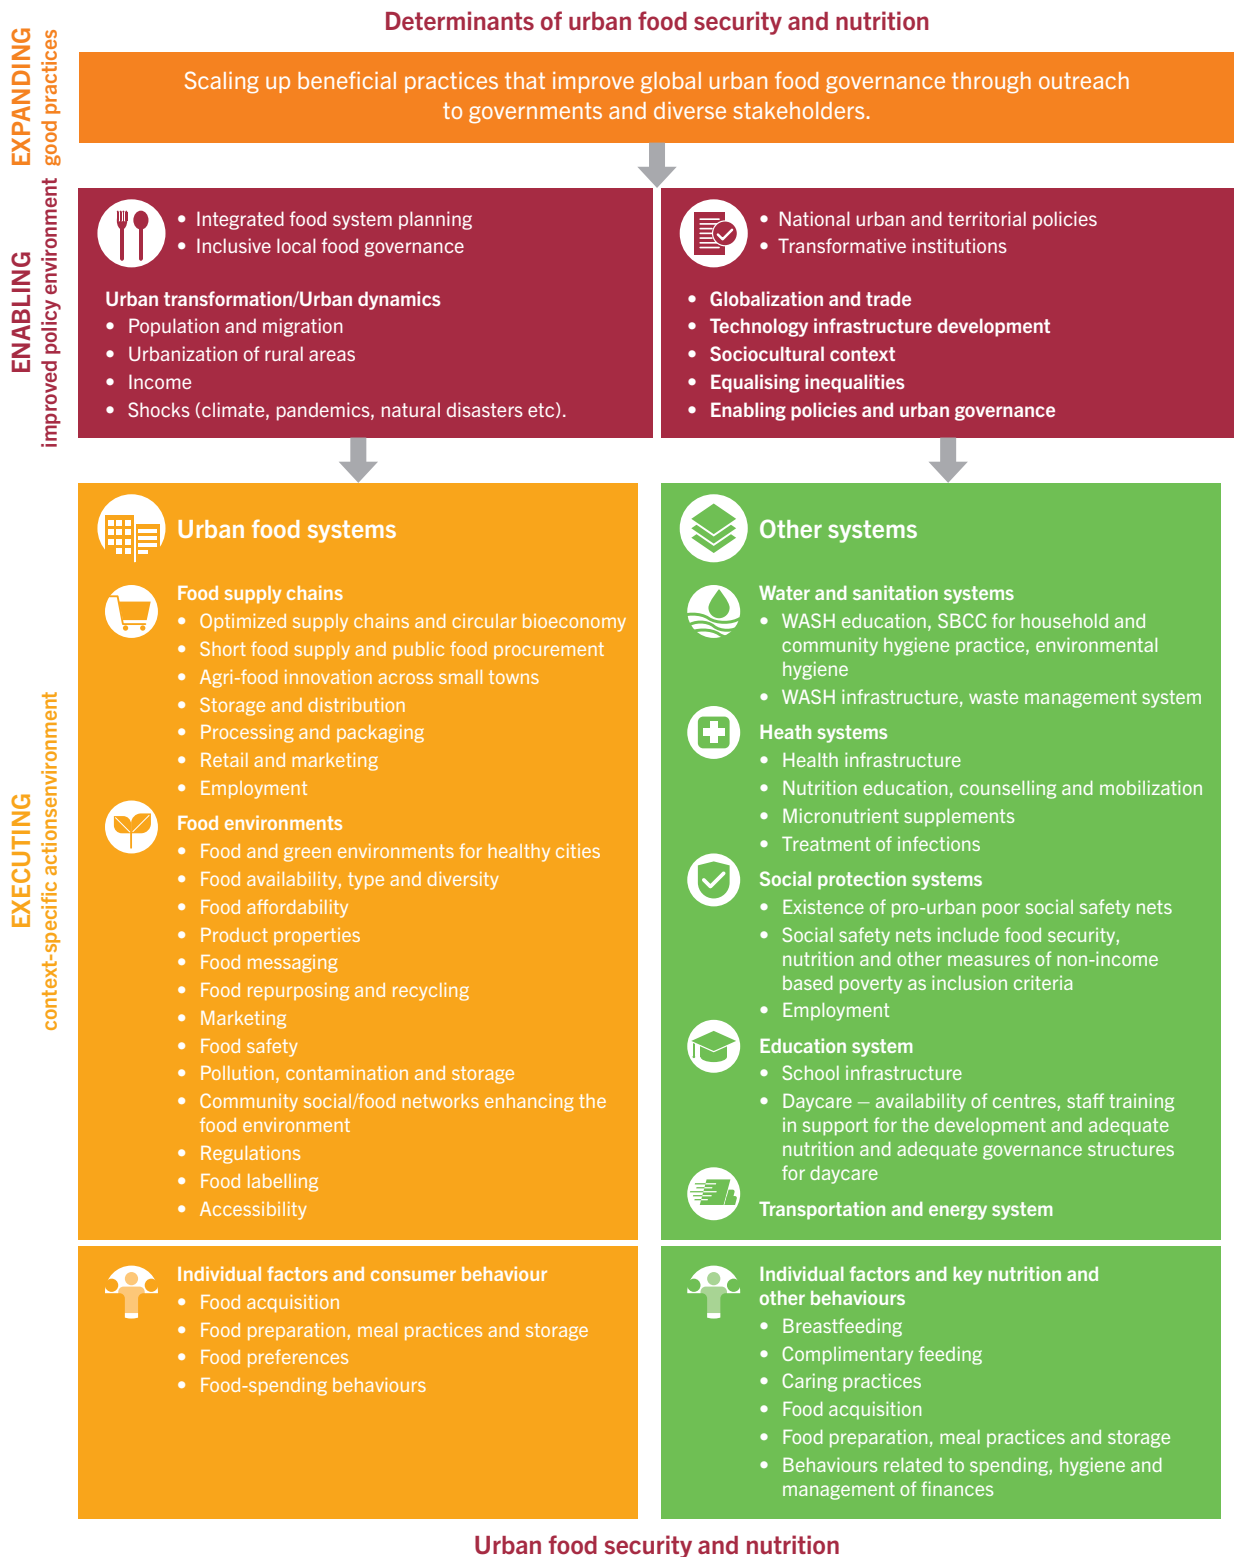 Determinants of urban food security and nutrition
EXPANDING
good practices
Scaling up beneficial practices that improve global urban food governance through outreach
to governments and diverse stakeholders.
ENABLING
improved policy environment
• Integrated food system planning
• Inclusive local food governance
Urban transformation/Urban dynamics
• Population and migration
• Urbanization of rural areas
• Income
• Shocks (climate, pandemics, natural disasters etc).
• National urban and territorial policies
• Transformative institutions
• Globalization and trade
• Technology infrastructure development
• Sociocultural context
• Equalising inequalities
• Enabling policies and urban governance
EXECUTING
context-specific actionsenvironment
Urban food systems
Food supply chains
• Optimized supply chains and circular bioeconomy
• Short food supply and public food procurement
• Agri-food innovation across small towns
• Storage and distribution
• Processing and packaging
• Retail and marketing
• Employment
Food environments
• Food and green environments for healthy cities
• Food availability, type and diversity
• Food affordability
• Product properties
• Food messaging
• Food repurposing and recycling
• Marketing
• Food safety
• Pollution, contamination and storage
• Community social/food networks enhancing the
food environment
• Regulations
• Food labelling
• Accessibility
Individual factors and consumer behaviour
• Food acquisition
• Food preparation, meal practices and storage
• Food preferences
• Food-spending behaviours
Other systems
Water and sanitation systems
• WASH education, SBCC for household and
community hygiene practice, environmental
hygiene
• WASH infrastructure, waste management system
Heath systems
• Health infrastructure
• Nutrition education, counselling and mobilization
• Micronutrient supplements
• Treatment of infections
Social protection systems
• Existence of pro-urban poor social safety nets
• Social safety nets include food security,
nutrition and other measures of non-income
based poverty as inclusion criteria
• Employment
Education system
• School infrastructure
• Daycare – availability of centres, staff training
in support for the development and adequate
nutrition and adequate governance structures
for daycare
Transportation and energy system
Individual factors and key nutrition and
other behaviours
• Breastfeeding
• Complimentary feeding
• Caring practices
• Food acquisition
• Food preparation, meal practices and storage
• Behaviours related to spending, hygiene and
management of finances
Urban food security and nutrition